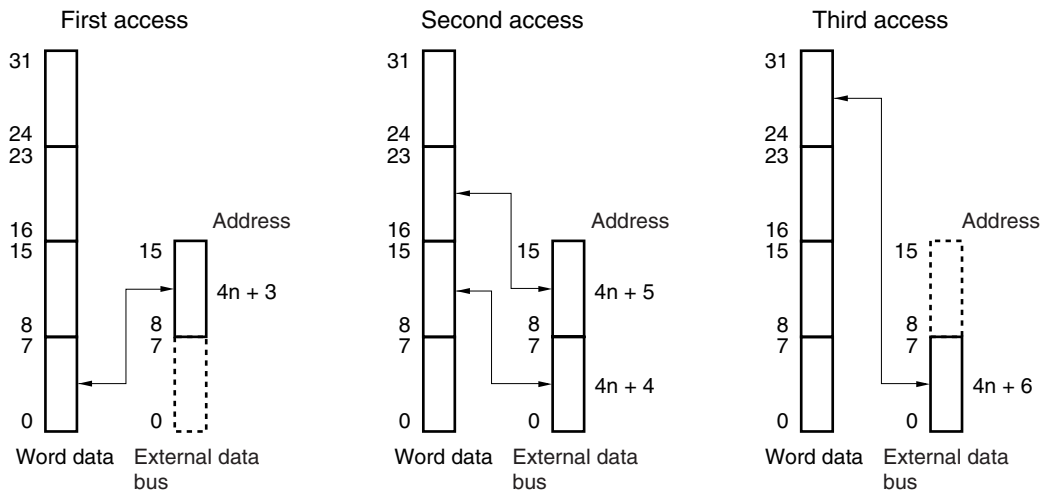 First access
31
24
23
16
15
8
7
0
Word data
Address
15
8
7
0
4n + 3
External data
bus
Second access
31
24
23
16
15
8
7
0
Word data
Address
15
8
7
0
4n + 5
4n + 4
External data
bus
Third access
31
24
23
16
15
8
7
0
Word data
Address
15
8
7
0
4n + 6
External data
bus